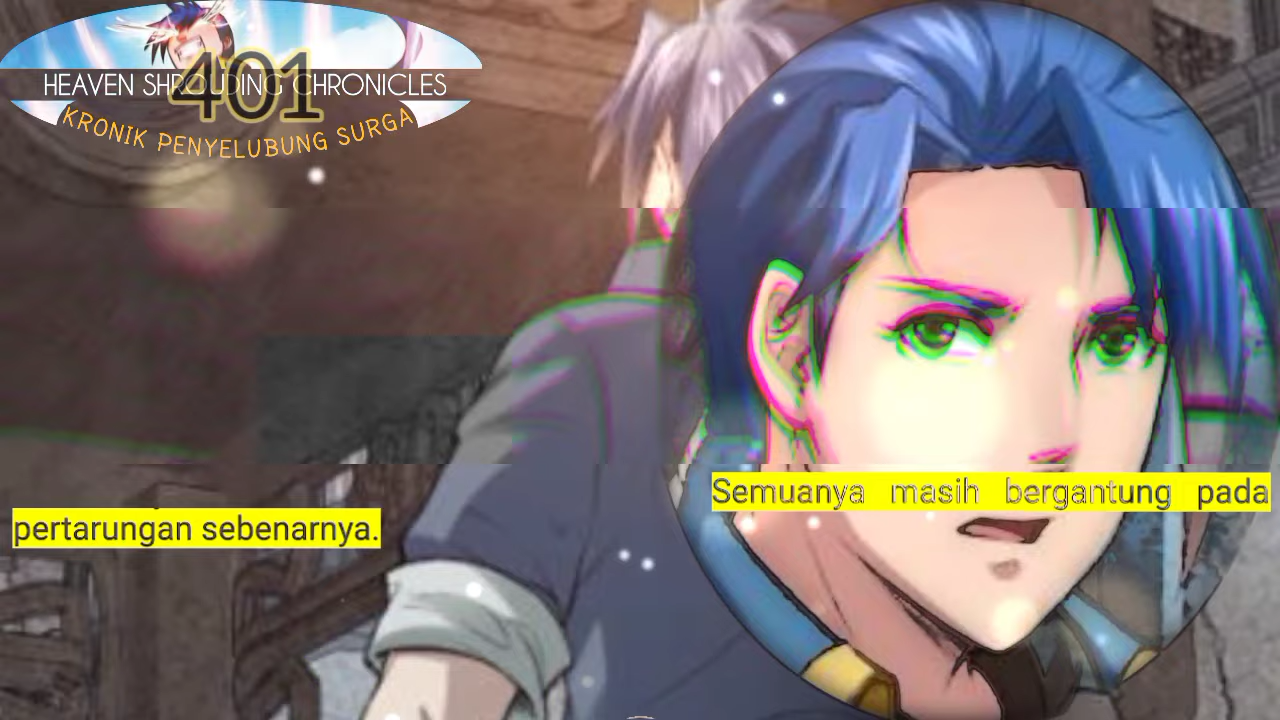 401
HEAVEN SHROUDING CHRONICLES
KRONIK PENYELUBUNG SURGA
Semuanya masih bergantung pada
pertarungan sebenarnya.